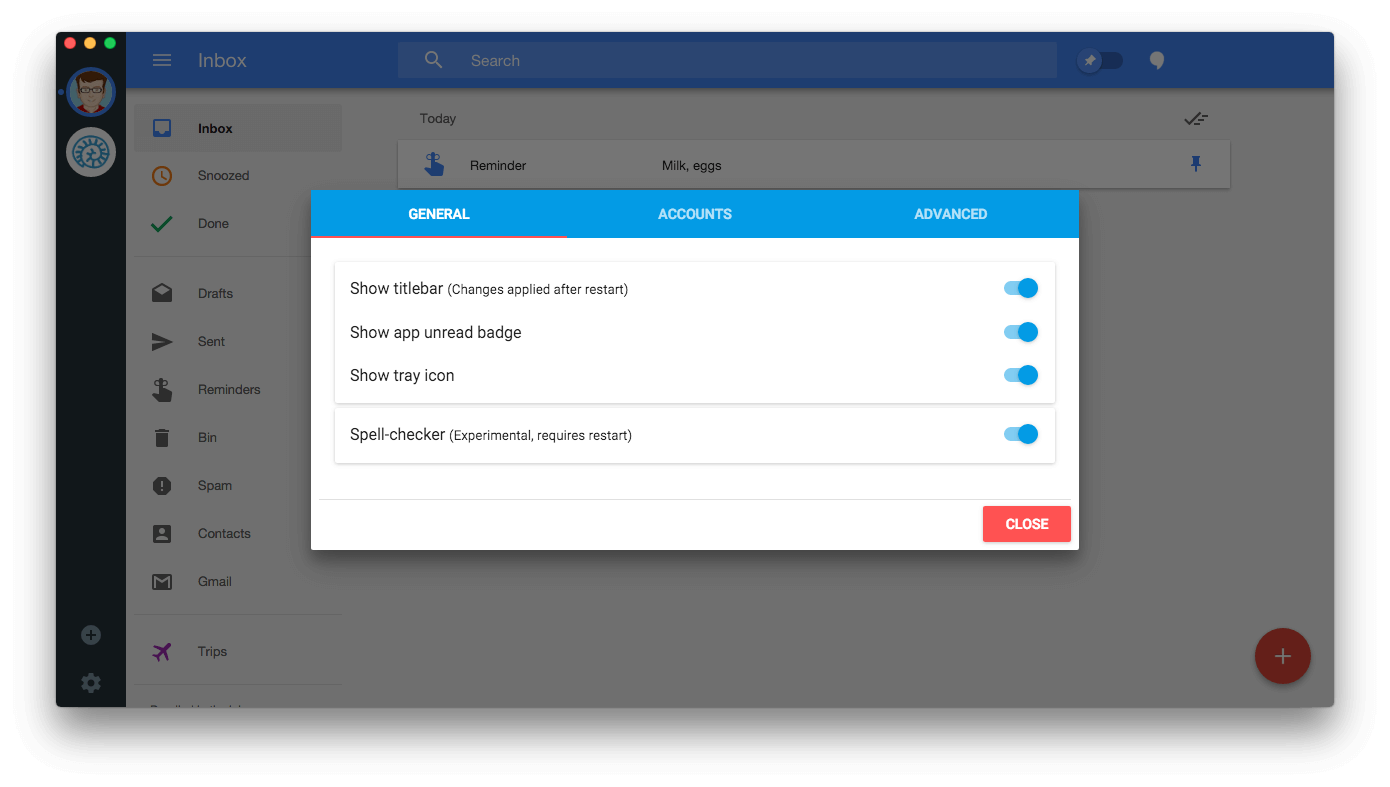 Inbox
Search
Inbox
Snoozed
Done
Drafts
Sent
Reminders
Bin
Spam
Contacts
Gmail
Trips
Today
Reminder Milk, eggs
GENERAL ACCOUNTS ADVANCED
Show titlebar (Changes applied after restart)
Show app unread badge
Show tray icon
Spell-checker (Experimental, requires restart)
CLOSE